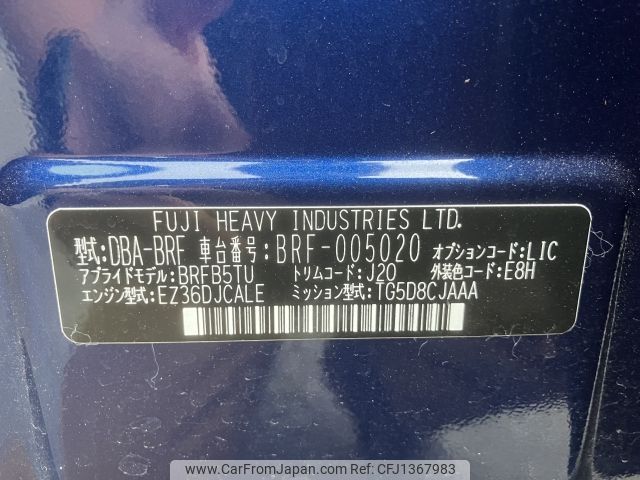 FUJI HEAVY INDUSTRIES LTD.
型式:DBA-BRF 車台番号:BRF-005020 オプションコード:LIC
アプライドモデル:BRFB5TU トリムコード:J20 外装色コード:E8H
エンジン型式:EZ36DJCALE ミッション型式:TG5D8CJAAA
www.CarFromJapan.com - CFJ1367983